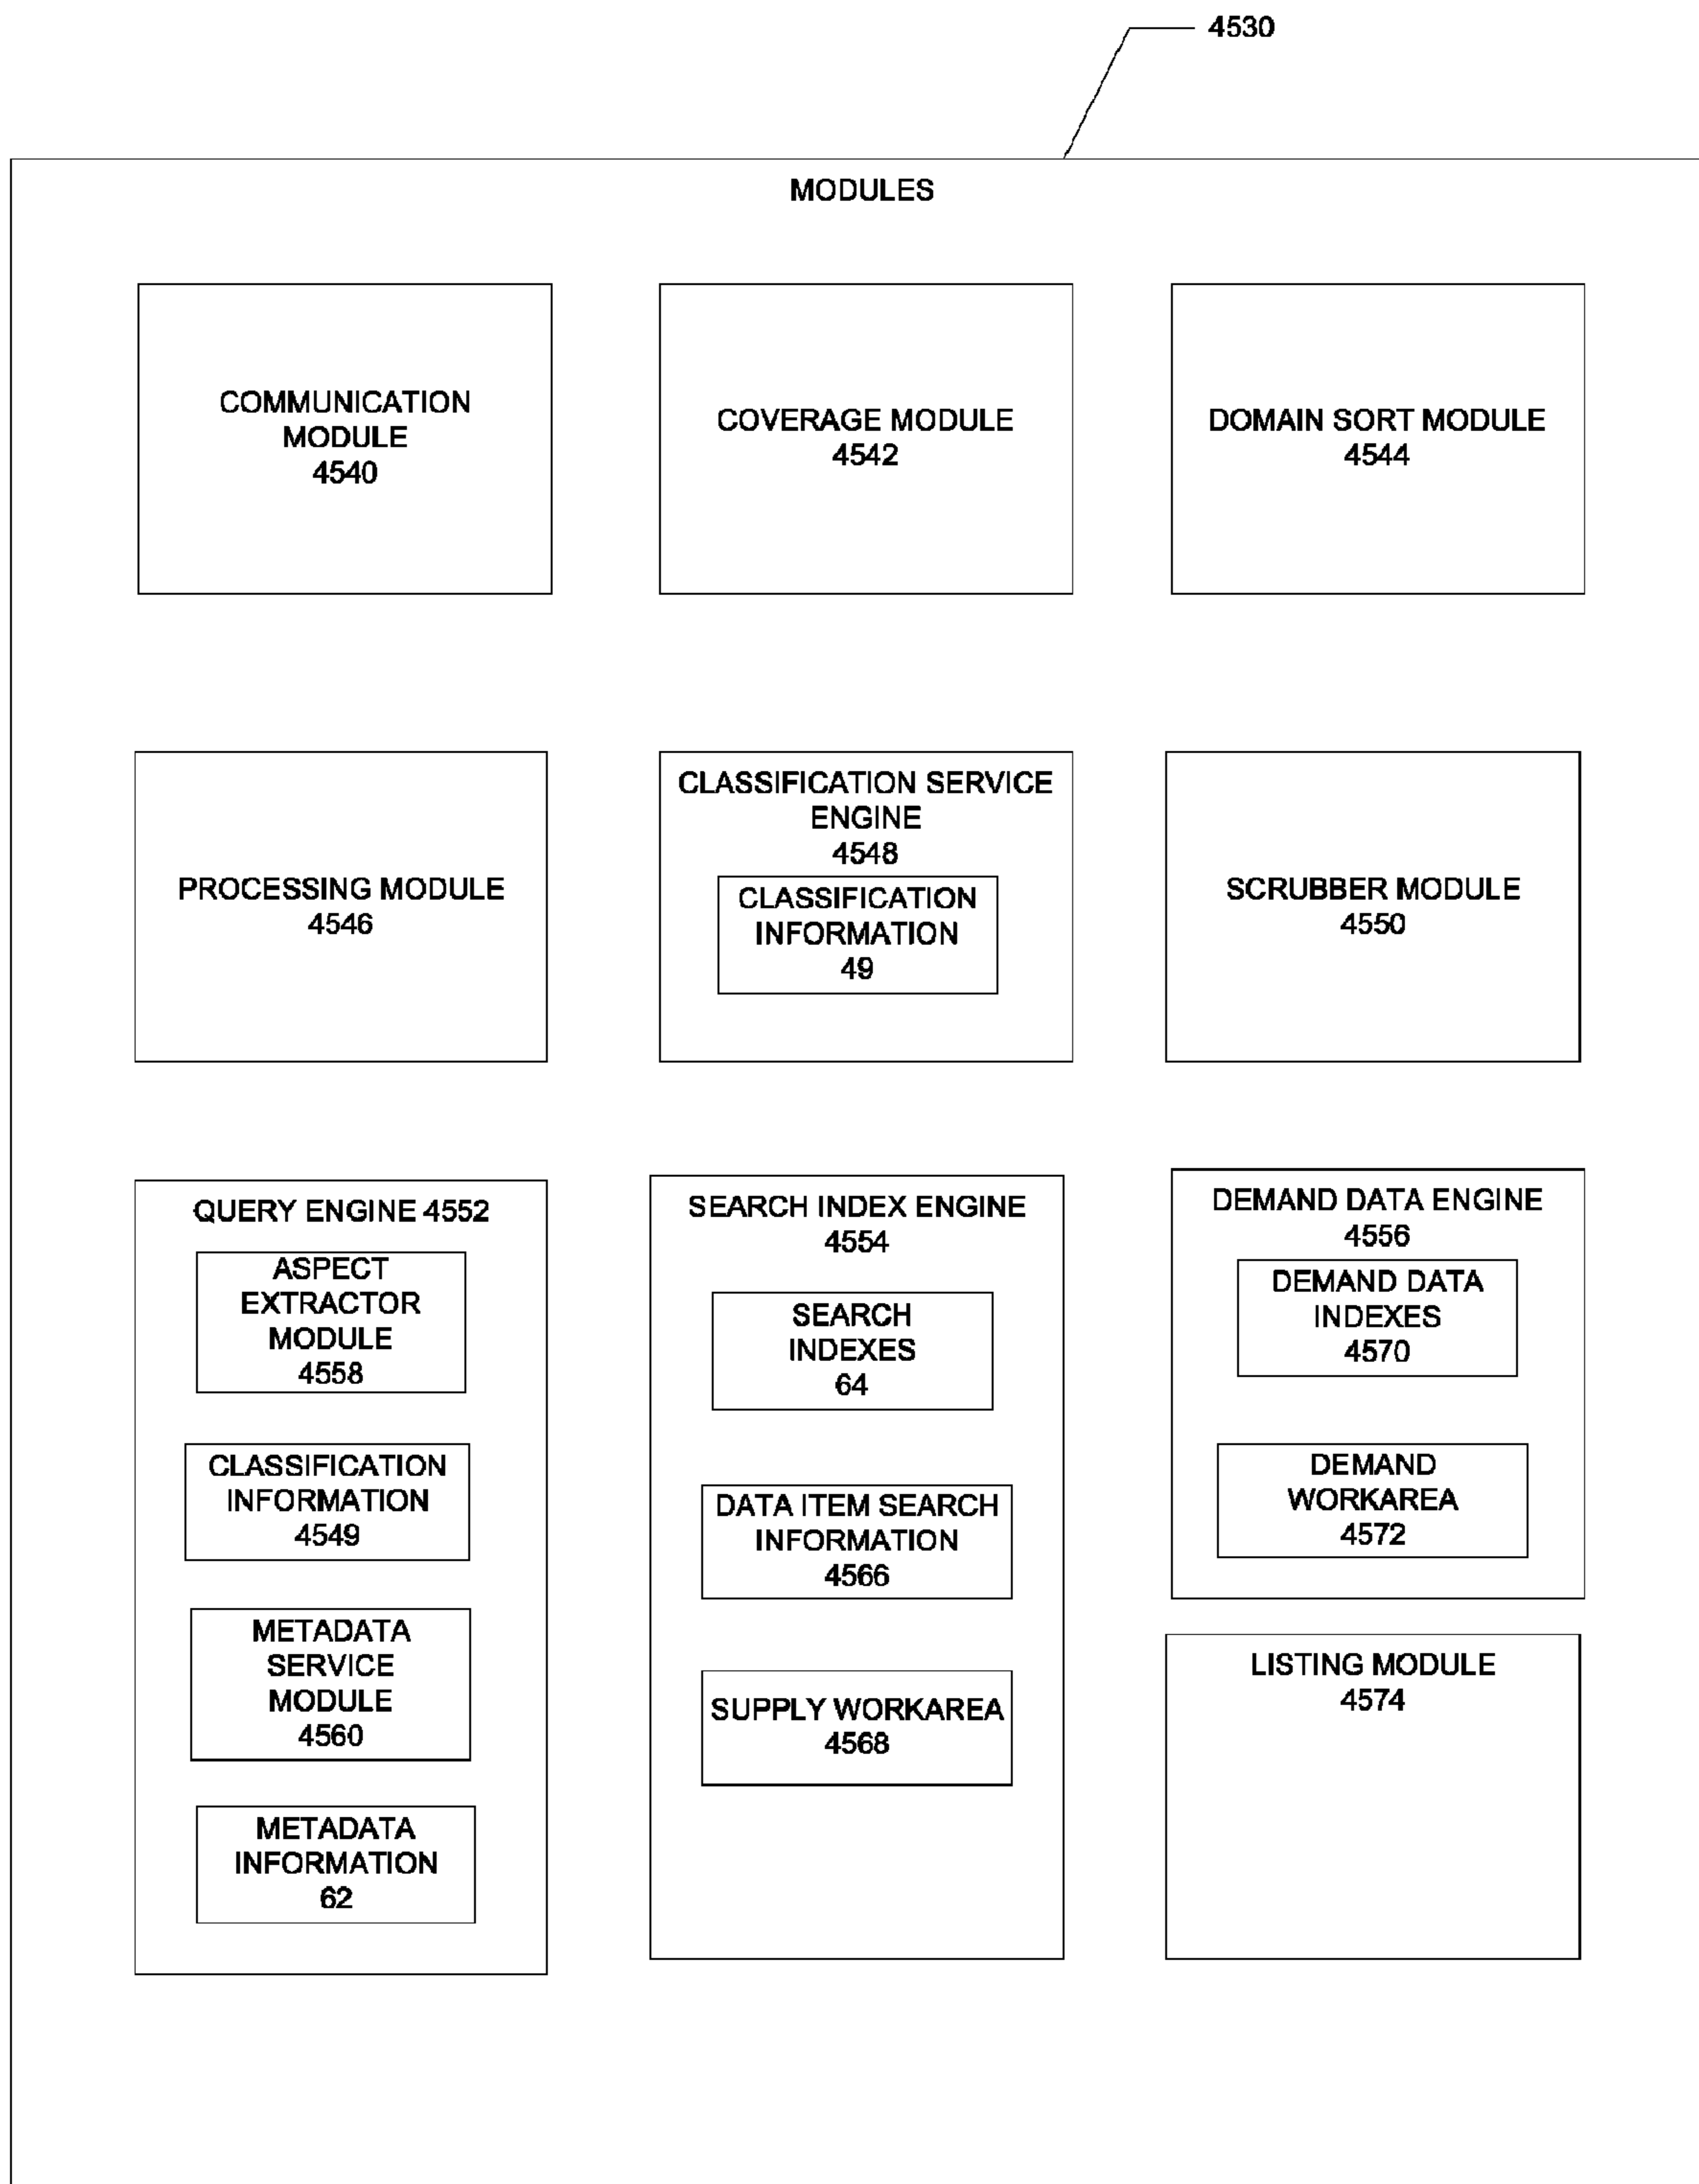 4530
MODULES
COMMUNICATION
MODULE
4540
COVERAGE MODULE
4542
DOMAIN SORT MODULE
4544
PROCESSING MODULE
4546
CLASSIFICATION SERVICE
ENGINE
4548
CLASSIFICATION
INFORMATION
49
SCRUBBER MODULE
4550
QUERY ENGINE 4552
ASPECT
EXTRACTOR
MODULE
4558
CLASSIFICATION
INFORMATION
4549
METADATA
SERVICE
MODULE
4560
METADATA
INFORMATION
62
SEARCH INDEX ENGINE
4554
SEARCH
INDEXES
64
DATA ITEM SEARCH
INFORMATION
4566
SUPPLY WORKAREA
4568
DEMAND DATA ENGINE
4556
DEMAND DATA
INDEXES
4570
DEMAND
WORKAREA
4572
LISTING MODULE
4574